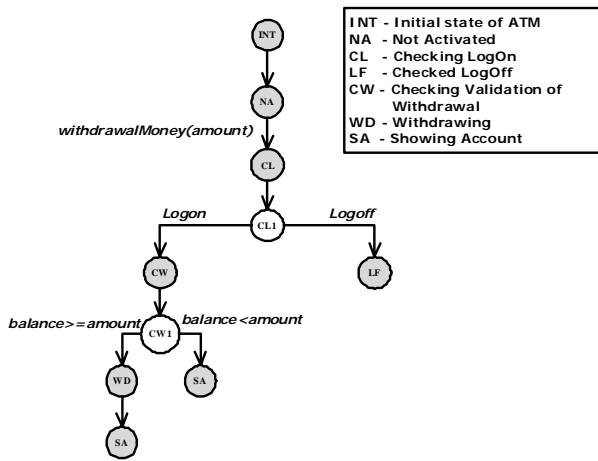 INT
INT - Initial state of ATM
NA - Not Activated
CL - Checking LogOn
LF - Checked LogOff
CW - Checking Validation of
Withdrawal
WD - Withdrawing
SA - Showing Account
NA
withdrawalMoney(amount)
CL
Logon
Logoff
CL1
CW
LF
balance>=amount
balance<amount
CW1
WD
SA
SA